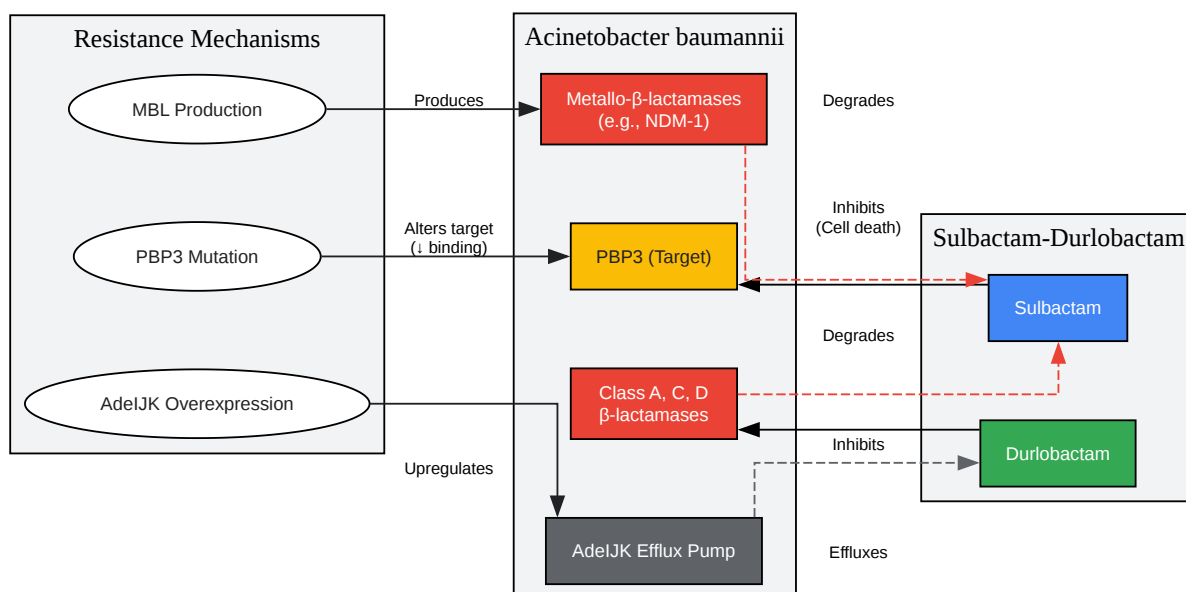 Resistance Mechanisms
MBL Production
PBP3 Mutation
AdeIJK Overexpression
Produces
Alters target
(↓ binding)
Upregulates
Acinetobacter baumannii
Metallo-β-lactamases
(e.g., NDM-1)
PBP3 (Target)
Class A, C, D
β-lactamases
AdeIJK Efflux Pump
Degrades
Inhibits
(Cell death)
Degrades
Inhibits
Effluxes
Sulbactam-Durlobactam
Sulbactam
Durlobactam